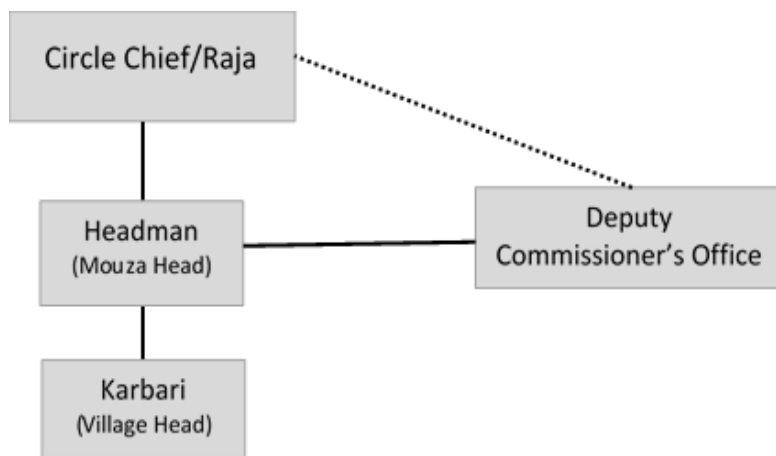 Circle Chief/Raja
Headman
(Mouza Head)
Deputy
Commissioner’s Office
Karbari
(Village Head)